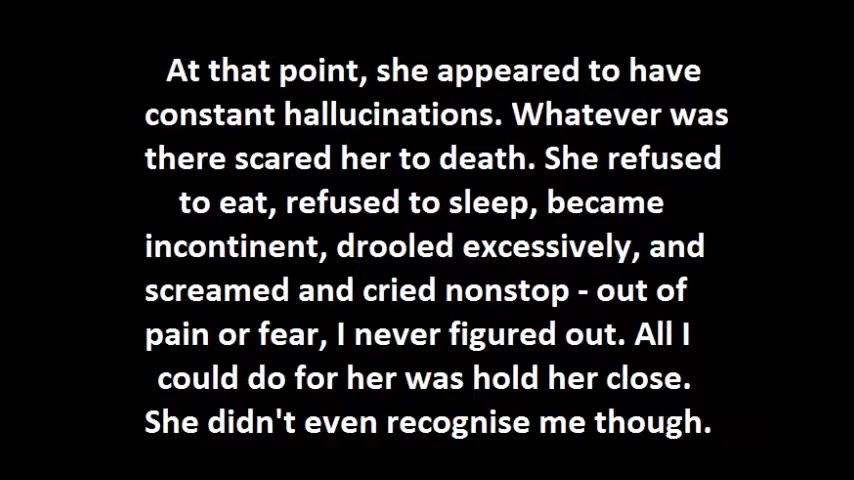 At that point, she appeared to have
constant hallucinations. Whatever was
there scared her to death. She refused
to eat, refused to sleep, became
incontinent, drooled excessively, and
screamed and cried nonstop - out of
pain or fear, I never figured out. All I
could do for her was hold her close.
She didn't even recognise me though.